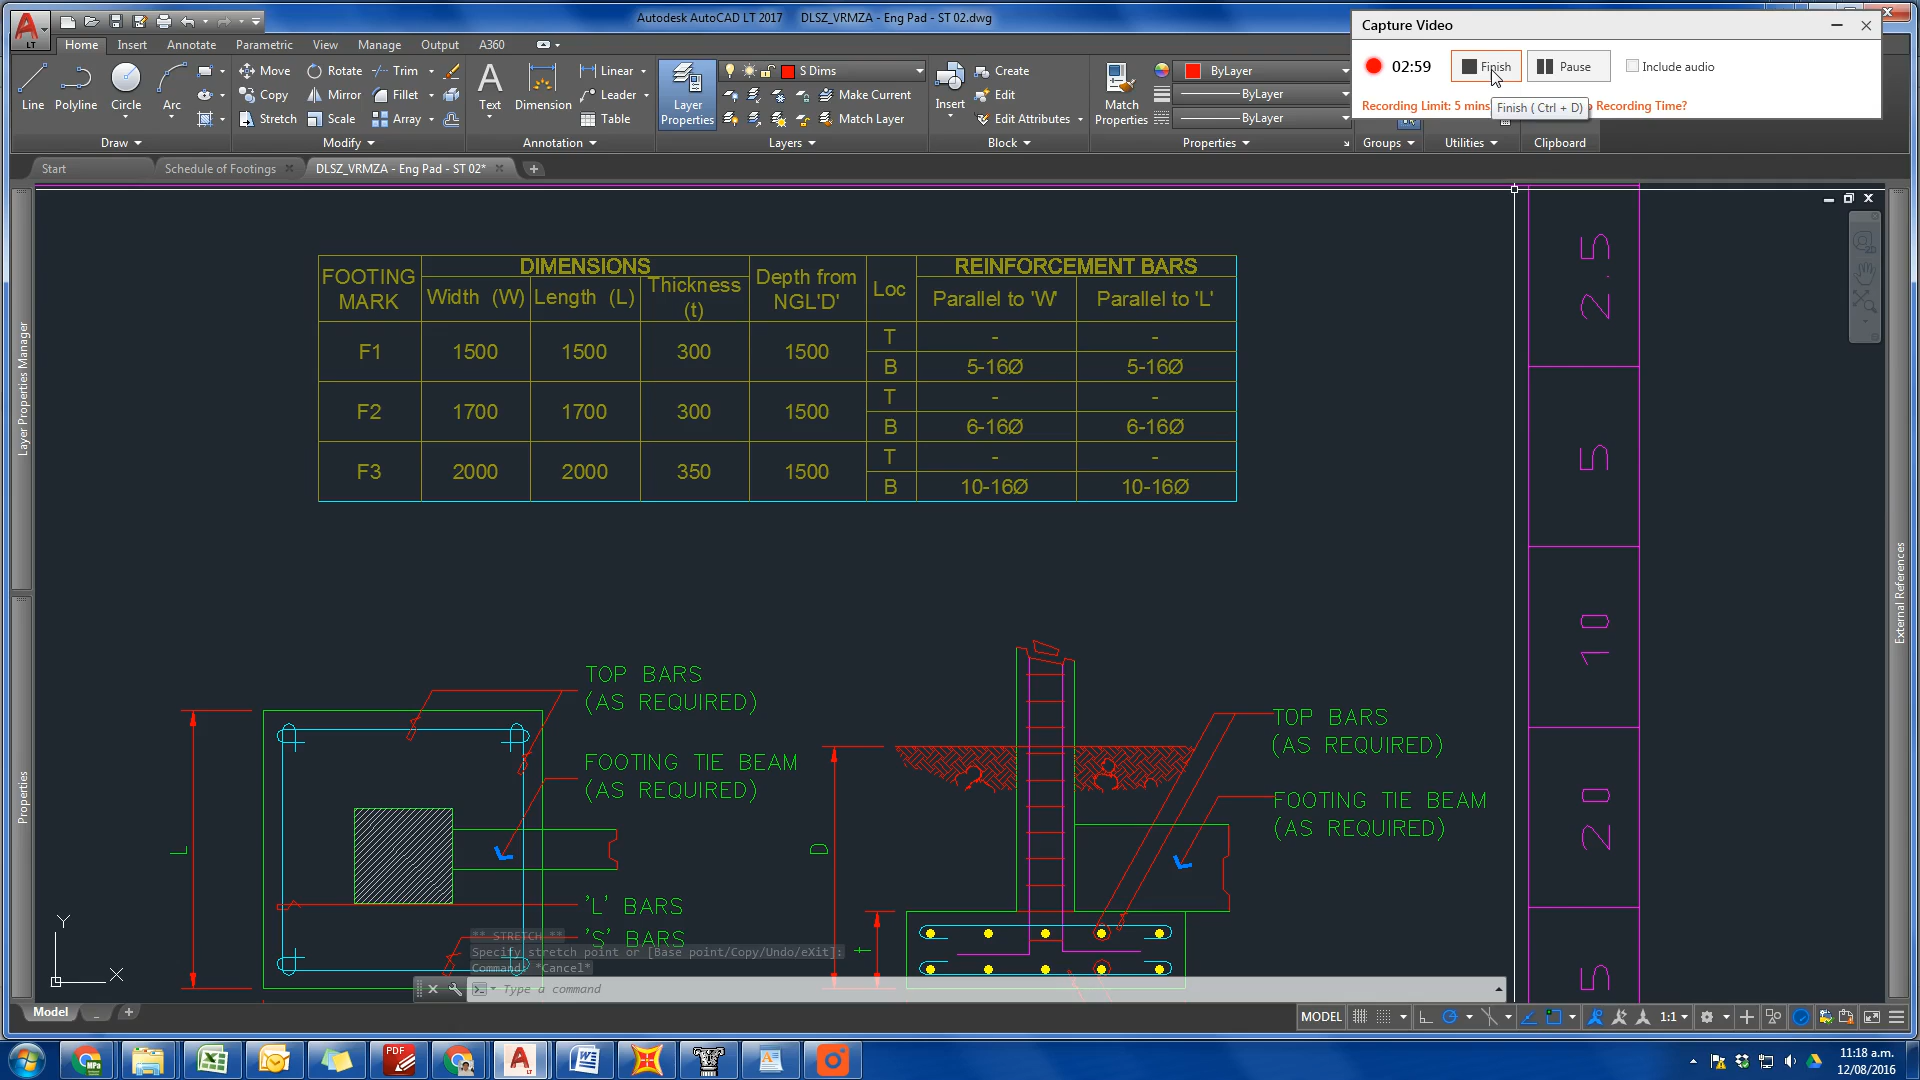 Autodesk AutoCAD LT 2017 DLSZ_VRMZA - Eng Pad - ST 02.dwg
LT
Capture Video
02:59
Finish
Pause
Include audio
Recording Limit: 5 mins
Finish ( Ctrl + D)
Recording Time?
Home Insert Annotate Parametric View Manage Output A360
Line Polyline Circle Arc
Move Rotate Trim
Copy Mirror Fillet
Stretch Scale Array
Text Dimension
Linear
Leader
Table
Layer Properties
S Dims
Make Current
Match Layer
Insert
Create
Edit
Edit Attributes
Match Properties
ByLayer
ByLayer
ByLayer
Draw Modify Annotation Layers Block Properties Groups Utilities Clipboard
Start Schedule of Footings DLSZ_VRMZA - Eng Pad - ST 02*
Layer Properties Manager
Properties
External References
FOOTING MARK
DIMENSIONS
Width (W) Length (L) Thickness (t)
Depth from NGL'D'
Loc
REINFORCEMENT BARS
Parallel to 'W' Parallel to 'L'
F1 1500 1500 300 1500 T - -
B 5-16Ø 5-16Ø
F2 1700 1700 300 1500 T - -
B 6-16Ø 6-16Ø
F3 2000 2000 350 1500 T - -
B 10-16Ø 10-16Ø
2.5
5
10
20
5
TOP BARS
(AS REQUIRED)
FOOTING TIE BEAM
(AS REQUIRED)
'L' BARS
'S' BARS
L
TOP BARS
(AS REQUIRED)
FOOTING TIE BEAM
(AS REQUIRED)
D
t
Y
X
** STRETCH **
Specify stretch point or [Base point/Copy/Undo/eXit]:
Command: *Cancel*
Type a command
Model
MODEL
1:1
PDF
11:18 a.m.
12/08/2016